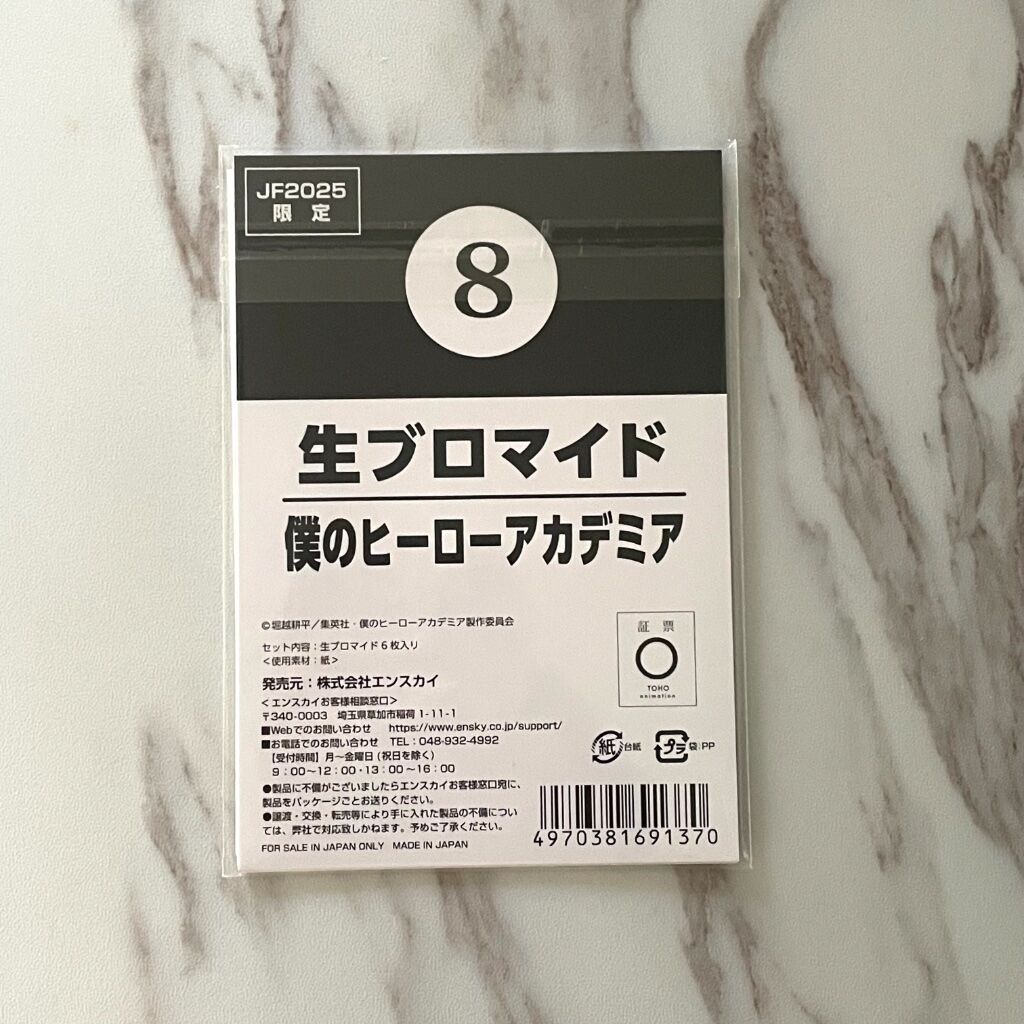 JF2025
限 定
8
生ブロマイド
僕のヒーローアカデミア
©堀越耕平／集英社・僕のヒーローアカデミア製作委員会
セット内容：生ブロマイド6枚入り
＜使用素材：紙＞
発売元：株式会社エンスカイ
＜エンスカイお客様相談窓口＞
〒340-0003 埼玉県草加市稲荷 1-11-1
■Webでのお問い合わせ https://www.ensky.co.jp/support/
■お電話でのお問い合わせ TEL：048-932-4992
【受付時間】月～金曜日（祝日を除く）
9：00～12：00・13：00～16：00
●製品に不備がございましたらエンスカイお客様窓口宛に、
製品をパッケージごとお送りください。
●譲渡・交換・転売等により手に入れた製品の不備につい
ては、弊社で対応致しかねます。予めご了承ください。
FOR SALE IN JAPAN ONLY MADE IN JAPAN
証 票
TOHO
animation
紙 台紙 プラ 袋：PP
4970381691370